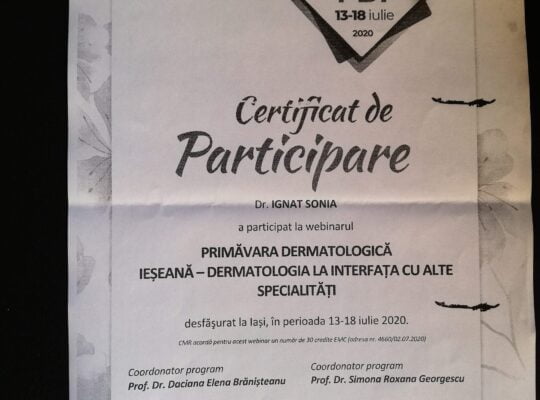 13-18 iulie
2020
Certificat de
Participare
Dr. IGNAT SONIA
a participat la webinarul
PRIMĂVARA DERMATOLOGICĂ
IEȘEANĂ – DERMATOLOGIA LA INTERFAȚA CU ALTE
SPECIALITĂȚI
desfășurat la Iași, în perioada 13-18 iulie 2020.
CMR acordă pentru acest webinar un număr de 30 credite EMC (adresa nr. 4660/02.07.2020)
Coordonator program
Prof. Dr. Daciana Elena Brănișteanu
Coordonator program
Prof. Dr. Simona Roxana Georgescu